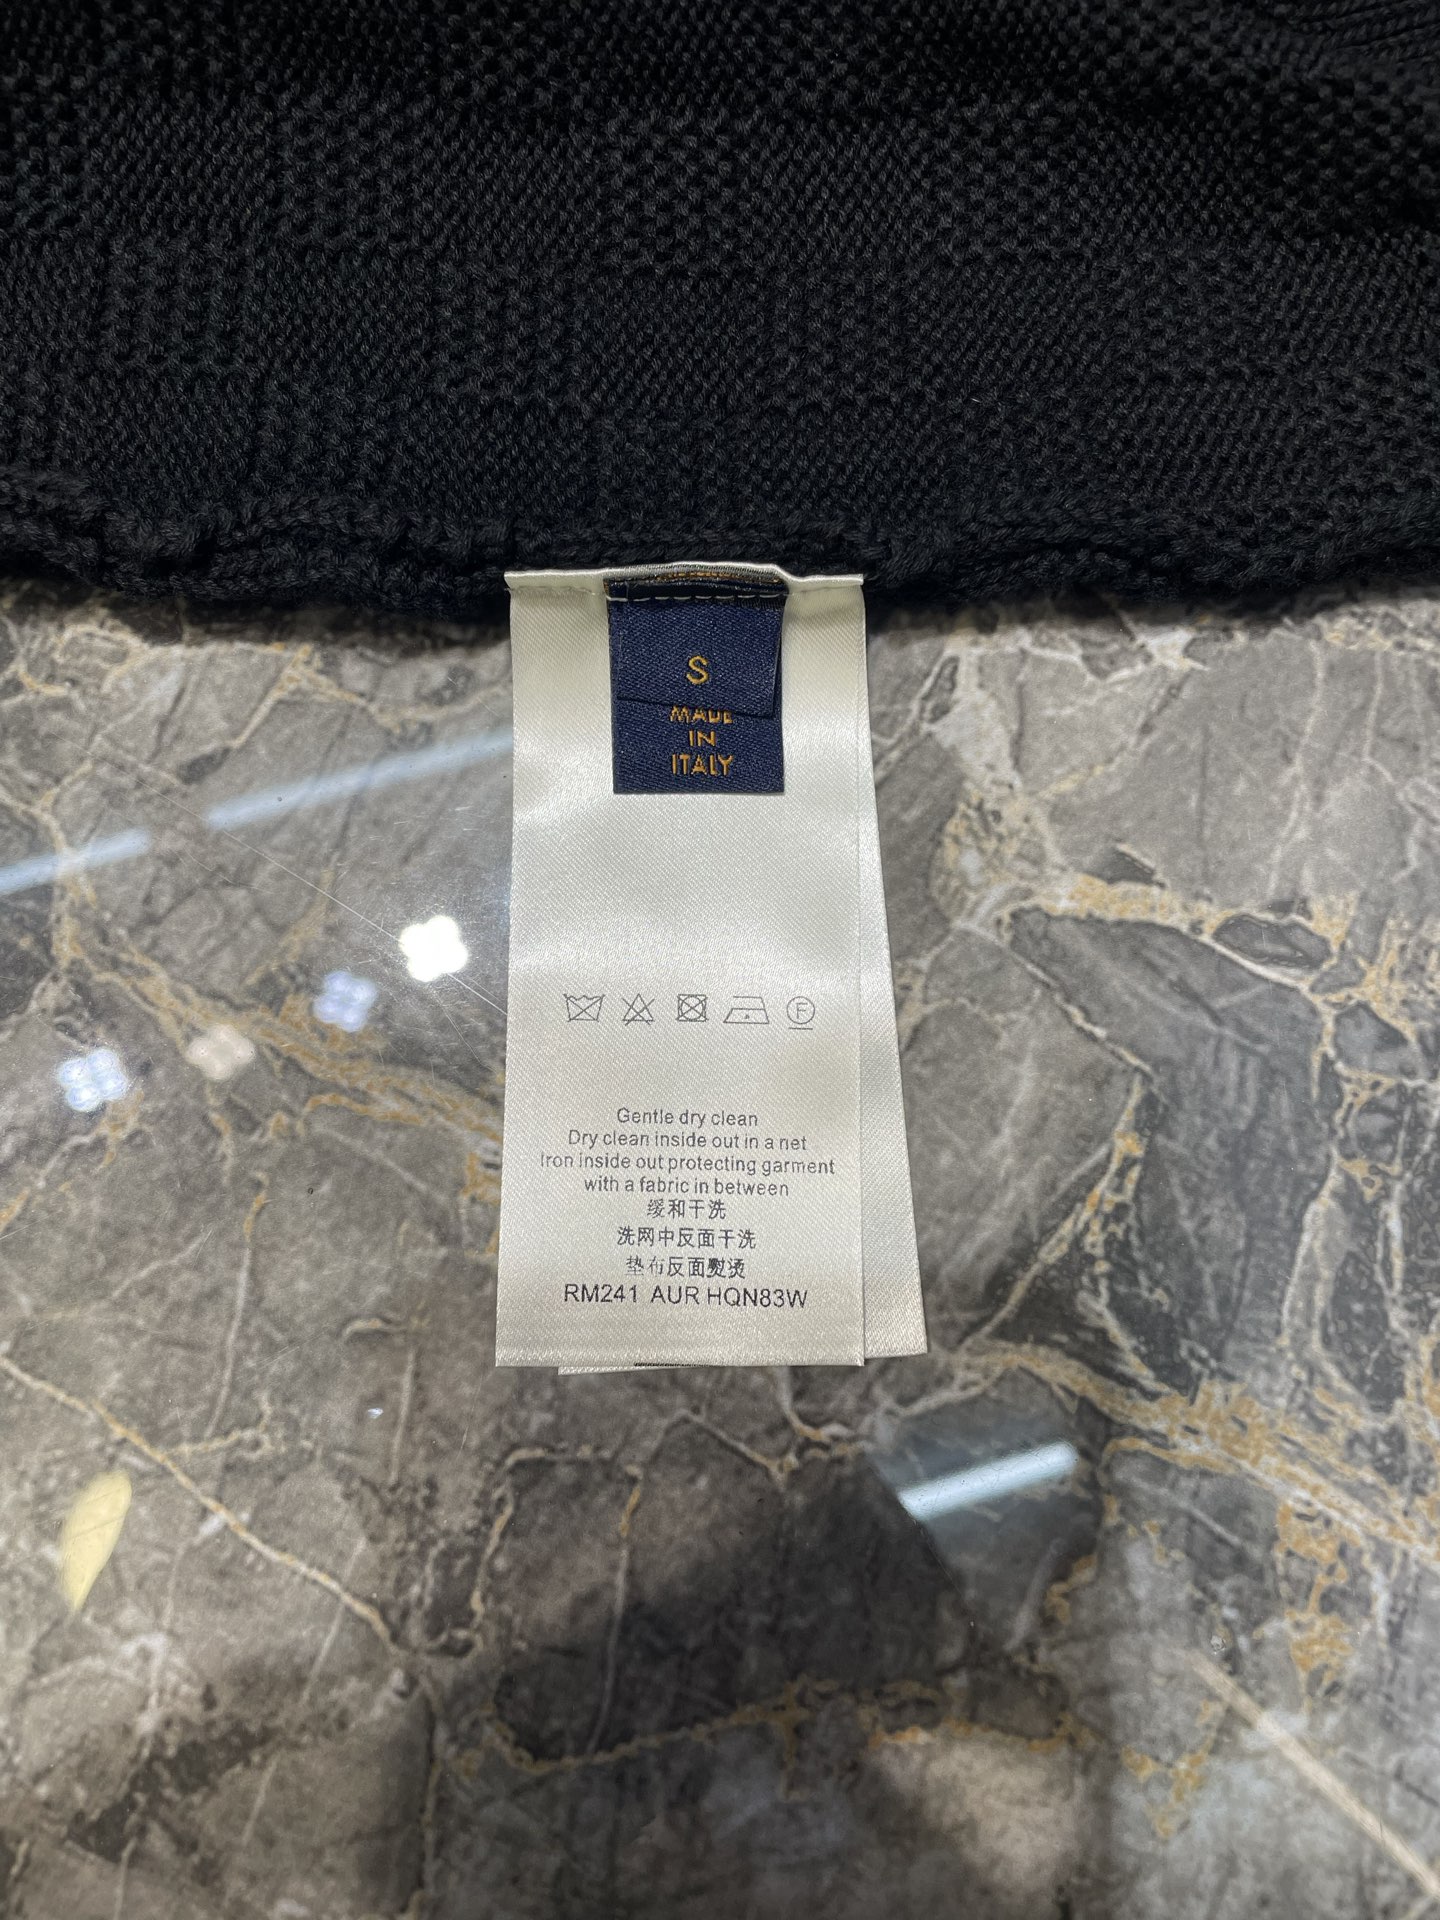 S
MADE
IN
ITALY
F
Gentle dry clean
Dry clean inside out in a net
Iron inside out protecting garment
with a fabric in between
缓和干洗
洗网中反面干洗
垫布反面熨烫
RM241 AUR HQN83W